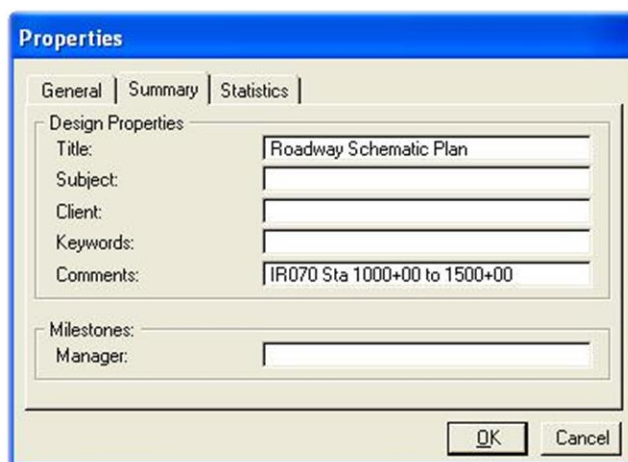 Properties
General Summary Statistics
Design Properties
Title: Roadway Schematic Plan
Subject:
Client:
Keywords:
Comments: IR070 Sta 1000+00 to 1500+00
Milestones:
Manager:
OK Cancel